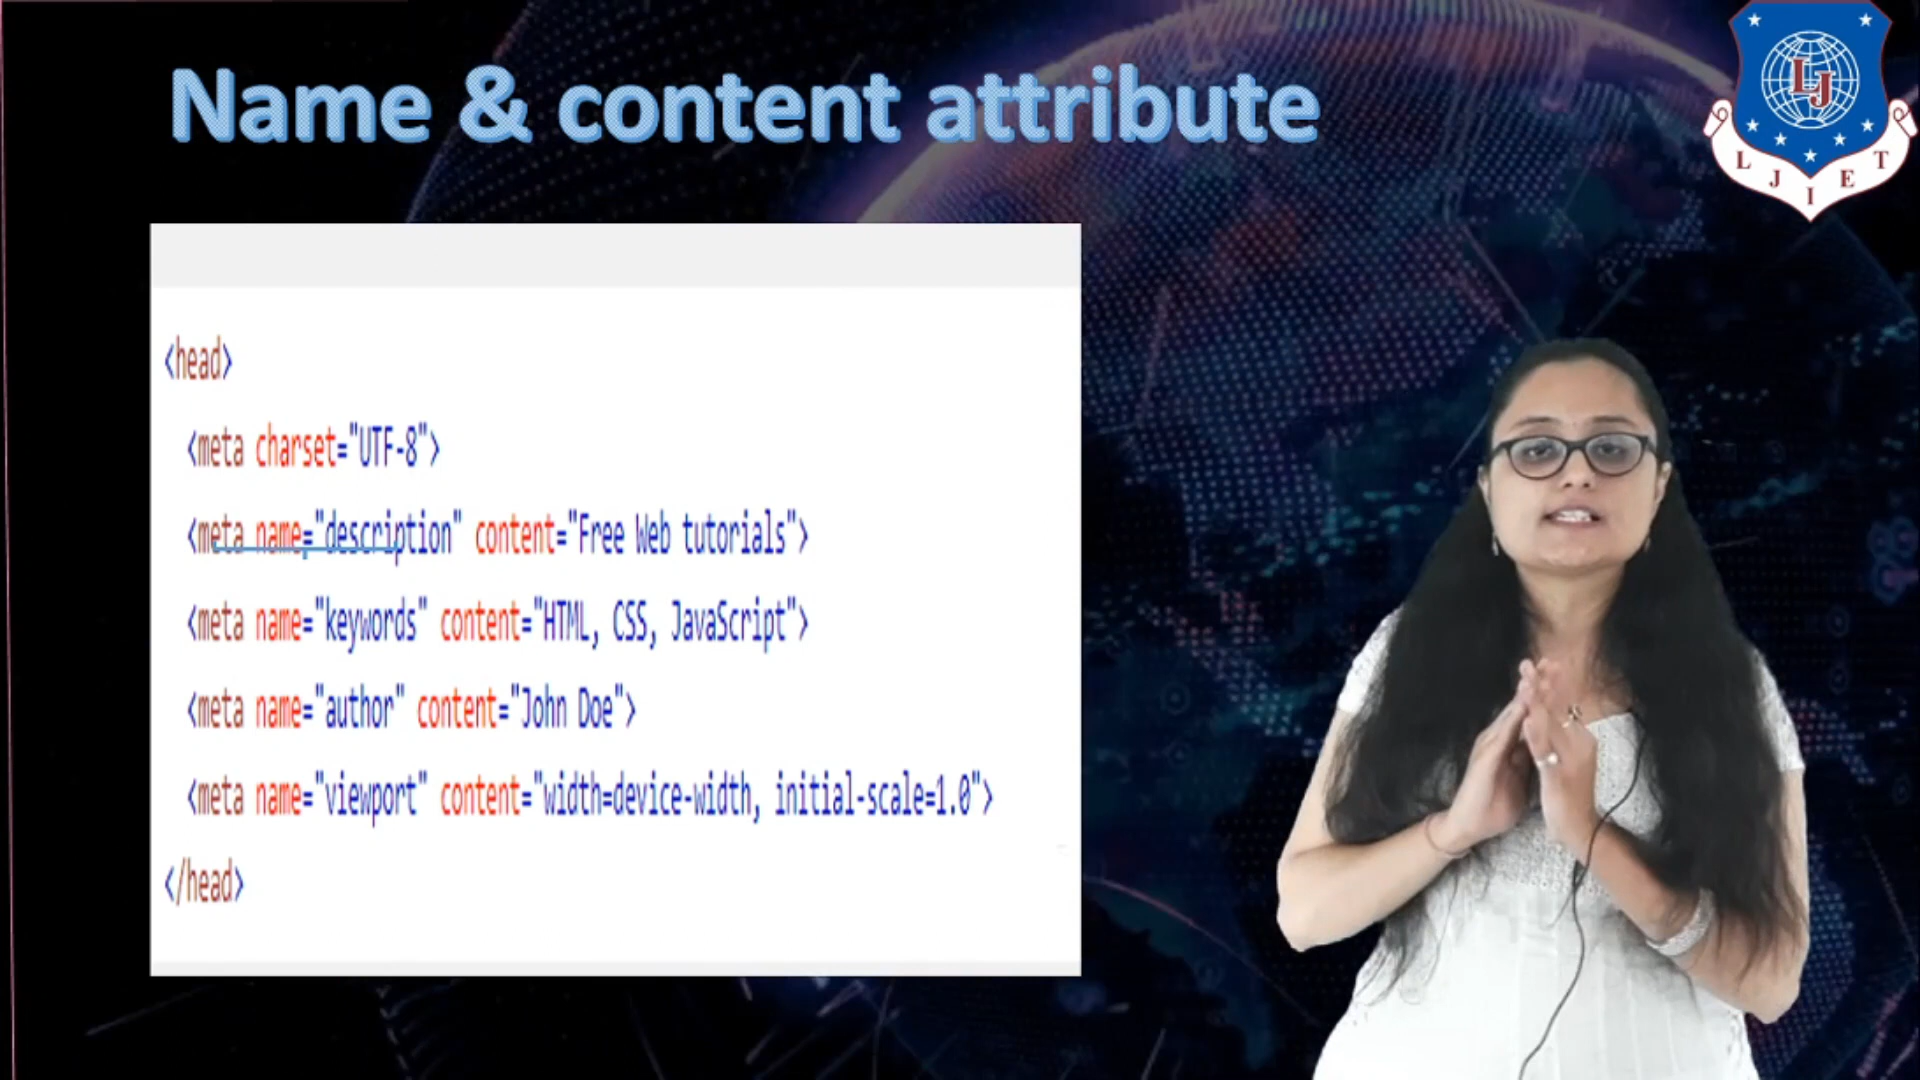 Name & content attribute
<head>
<meta charset="UTF-8">
<meta name="description" content="Free Web tutorials">
<meta name="keywords" content="HTML, CSS, JavaScript">
<meta name="author" content="John Doe">
<meta name="viewport" content="width=device-width, initial-scale=1.0">
</head>
LJ
L J I E T